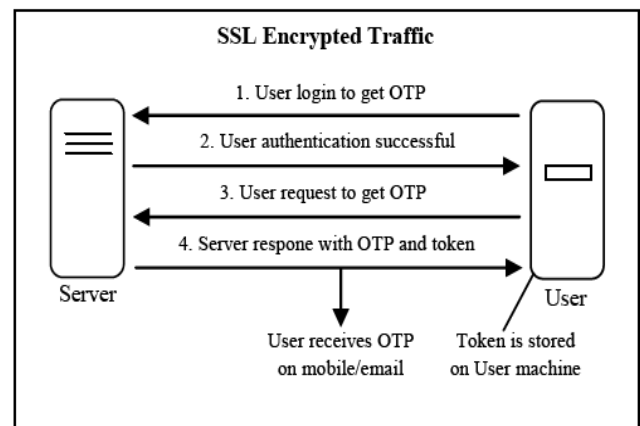 SSL Encrypted Traffic
1. User login to get OTP
2. User authentication successful
3. User request to get OTP
4. Server respone with OTP and token
Server
User
User receives OTP
on mobile/email
Token is stored
on User machine